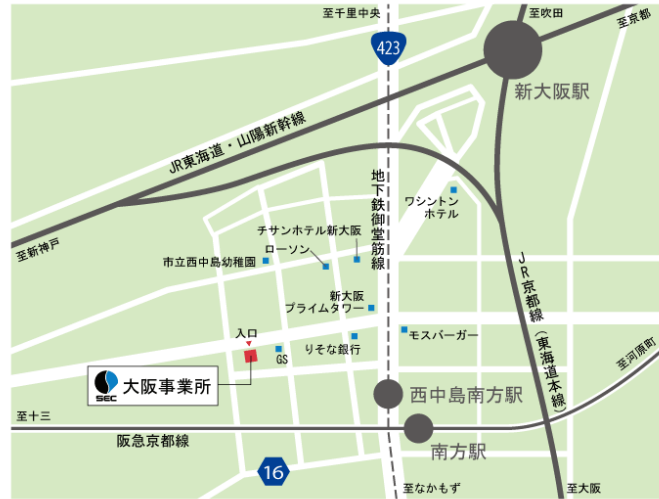 至千里中央
至吹田
至京都
423
新大阪駅
JR東海道・山陽新幹線
地下鉄御堂筋線
ワシントン
ホテル
チサンホテル新大阪
ローソン
市立西中島幼稚園
至新神戸
新大阪
プライムタワー
JR京都線(東海道本線)
入口
GS
りそな銀行
モスバーガー
至河原町
SEC
大阪事業所
西中島南方駅
至十三
阪急京都線
南方駅
16
至なかもず
至大阪